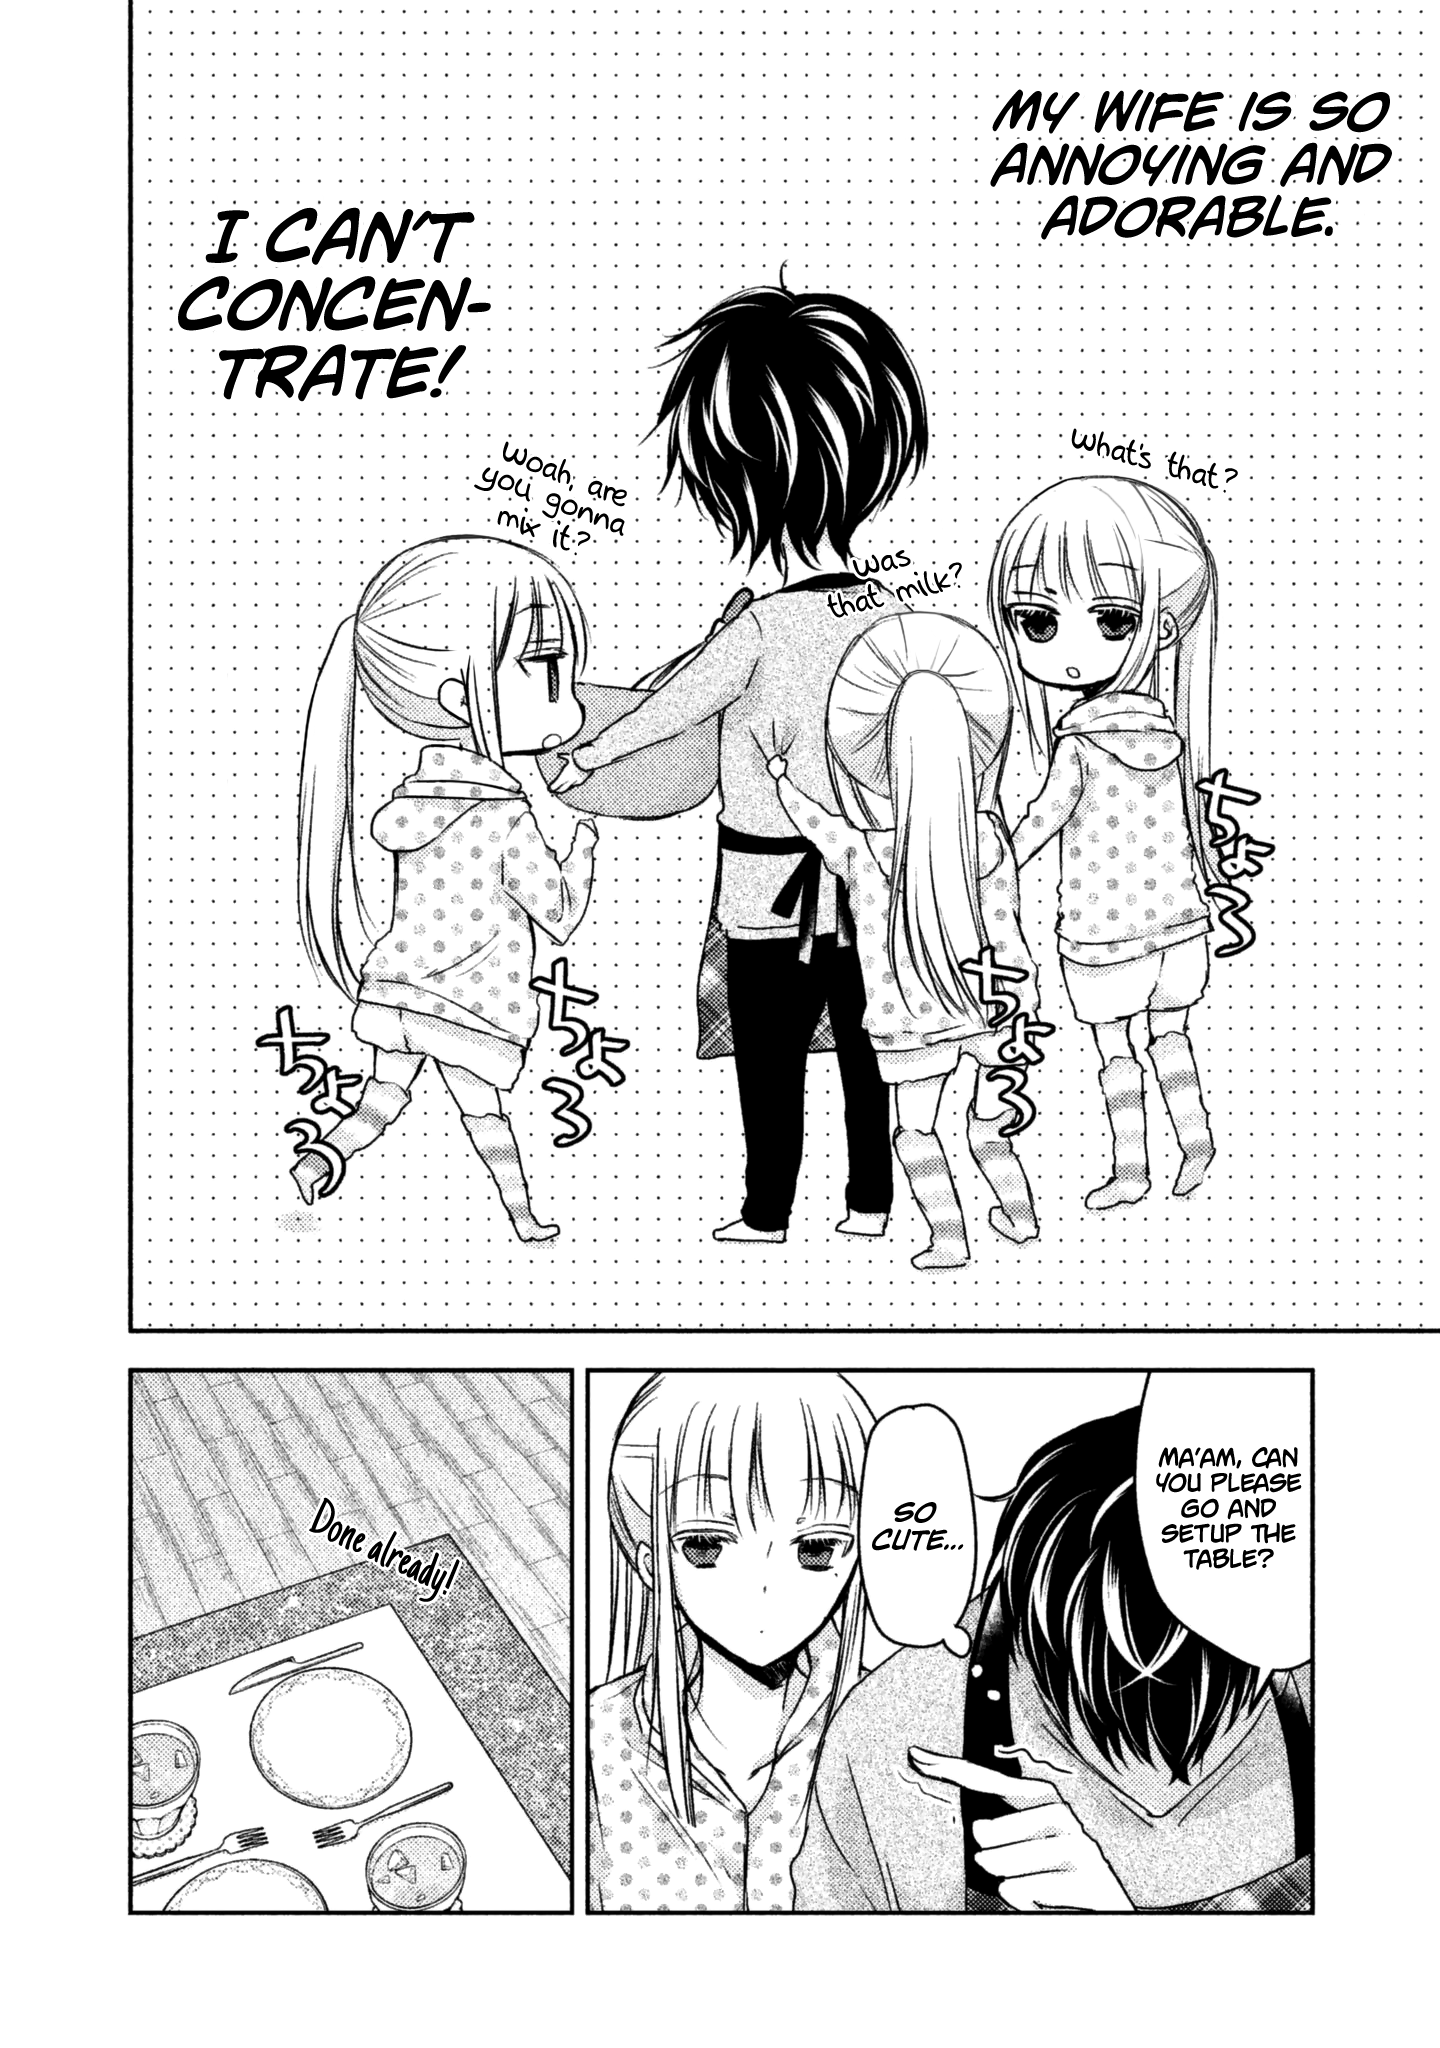 MY WIFE IS SO
ANNOYING AND
ADORABLE.
I CAN'T
CONCEN-
TRATE!
What's that?
Was
that milk?
Woah, are
you gonna
mix it?
ちょろ
ちょろ
ちょろ
ちょろ
MA'AM, CAN
YOU PLEASE
GO AND
SETUP THE
TABLE?
SO
CUTE...
Done already!